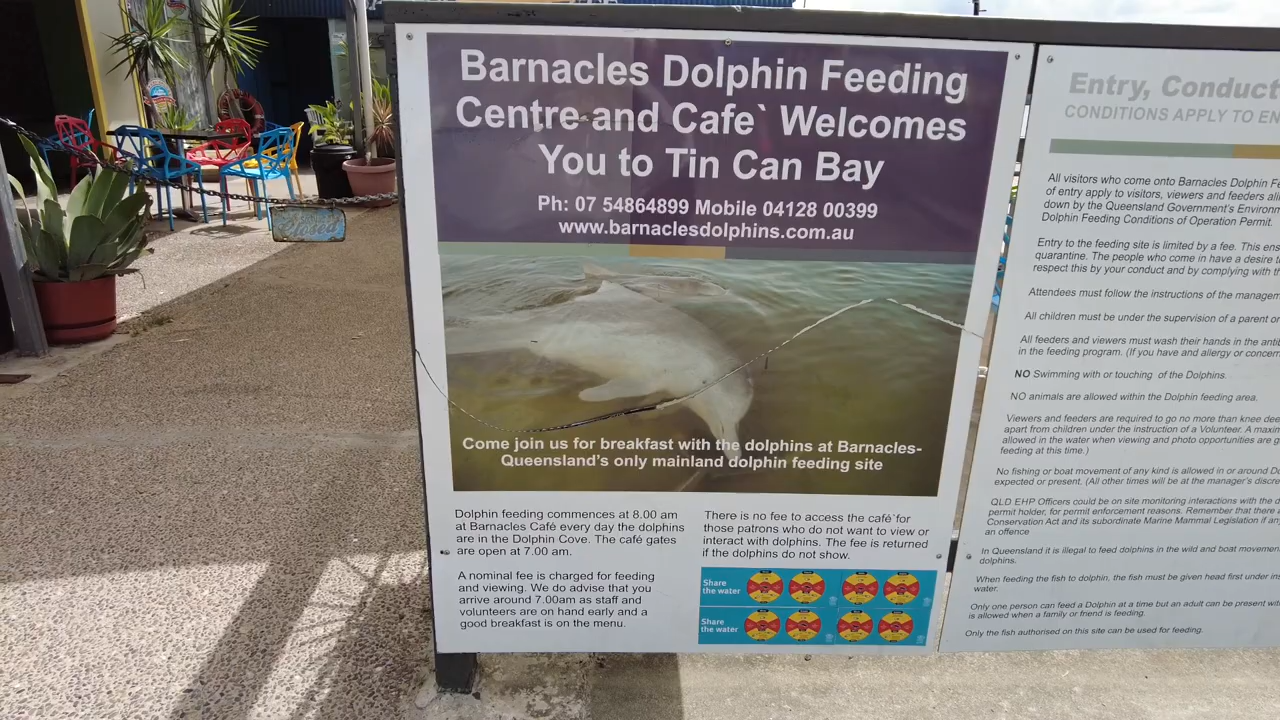 Barnacles Dolphin Feeding
Centre and Cafe` Welcomes
You to Tin Can Bay
Ph: 07 54864899 Mobile 04128 00399
www.barnaclesdolphins.com.au
Come join us for breakfast with the dolphins at Barnacles-
Queensland's only mainland dolphin feeding site
Dolphin feeding commences at 8.00 am
at Barnacles Café every day the dolphins
are in the Dolphin Cove. The café gates
are open at 7.00 am.
A nominal fee is charged for feeding
and viewing. We do advise that you
arrive around 7.00am as staff and
volunteers are on hand early and a
good breakfast is on the menu.
There is no fee to access the café`for
those patrons who do not want to view or
interact with dolphins. The fee is returned
if the dolphins do not show.
Share
the water
Share
the water
Closed
Entry, Conduct
CONDITIONS APPLY TO EN
All visitors who come onto Barnacles Dolphin Fe
of entry apply to visitors, viewers and feeders ali
down by the Queensland Government's Environm
Dolphin Feeding Conditions of Operation Permit.
Entry to the feeding site is limited by a fee. This ens
quarantine. The people who come in have a desire t
respect this by your conduct and by complying with th
Attendees must follow the instructions of the manager
All children must be under the supervision of a parent or
All feeders and viewers must wash their hands in the antib
in the feeding program. (If you have and allergy or concern
NO Swimming with or touching of the Dolphins.
NO animals are allowed within the Dolphin feeding area.
Viewers and feeders are required to go no more than knee dee
apart from children under the instruction of a Volunteer. A maxim
allowed in the water when viewing and photo opportunities are g
feeding at this time.)
No fishing or boat movement of any kind is allowed in or around Do
expected or present. (All other times will be at the manager's discre
QLD EHP Officers could be on site monitoring interactions with the d
permit holder, for permit enforcement reasons. Remember that there a
Conservation Act and its subordinate Marine Mammal Legislation if an
an offence
In Queensland it is illegal to feed dolphins in the wild and boat movemen
dolphins.
When feeding the fish to dolphin, the fish must be given head first under ins
water.
Only one person can feed a Dolphin at a time but an adult can be present wit
is allowed when a family or friend is feeding.
Only the fish authorised on this site can be used for feeding.